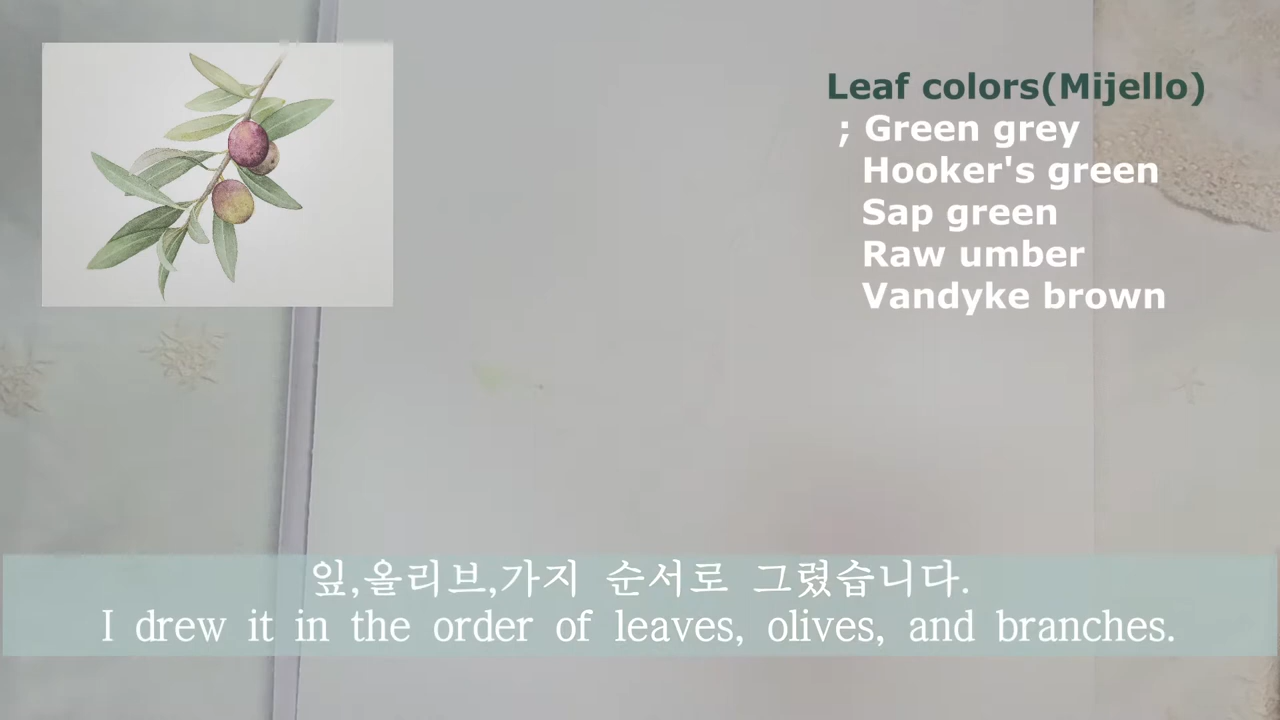 Leaf colors(Mijello)
; Green grey
Hooker's green
Sap green
Raw umber
Vandyke brown
잎,올리브,가지 순서로 그렸습니다.
I drew it in the order of leaves, olives, and branches.